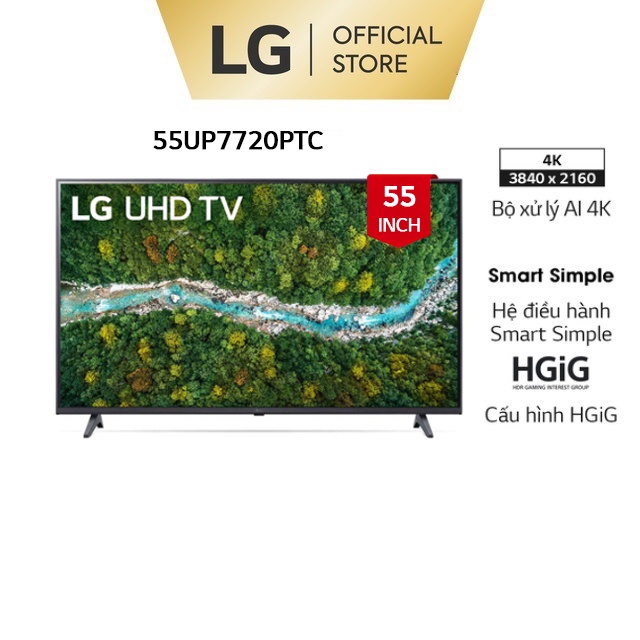 LG
OFFICIAL
STORE
55UP7720PTC
LG UHD TV
55
INCH
4K
3840 x 2160
Bộ xử lý AI 4K
Smart Simple
Hệ điều hành
Smart Simple
HGiG
HDR GAMING INTEREST GROUP
Cấu hình HGiG